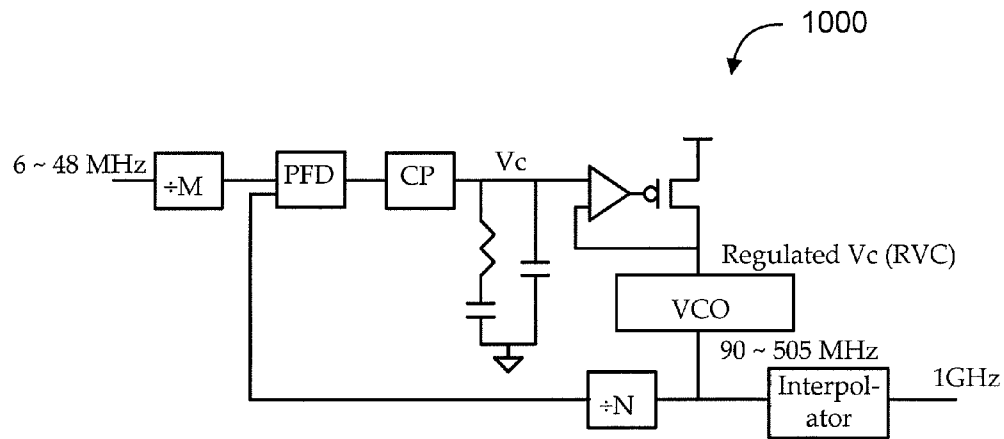 1000
6 ~ 48 MHz
÷M
PFD
CP
Vc
Regulated Vc (RVC)
VCO
90 ~ 505 MHz
÷N
Interpol-
ator
1GHz